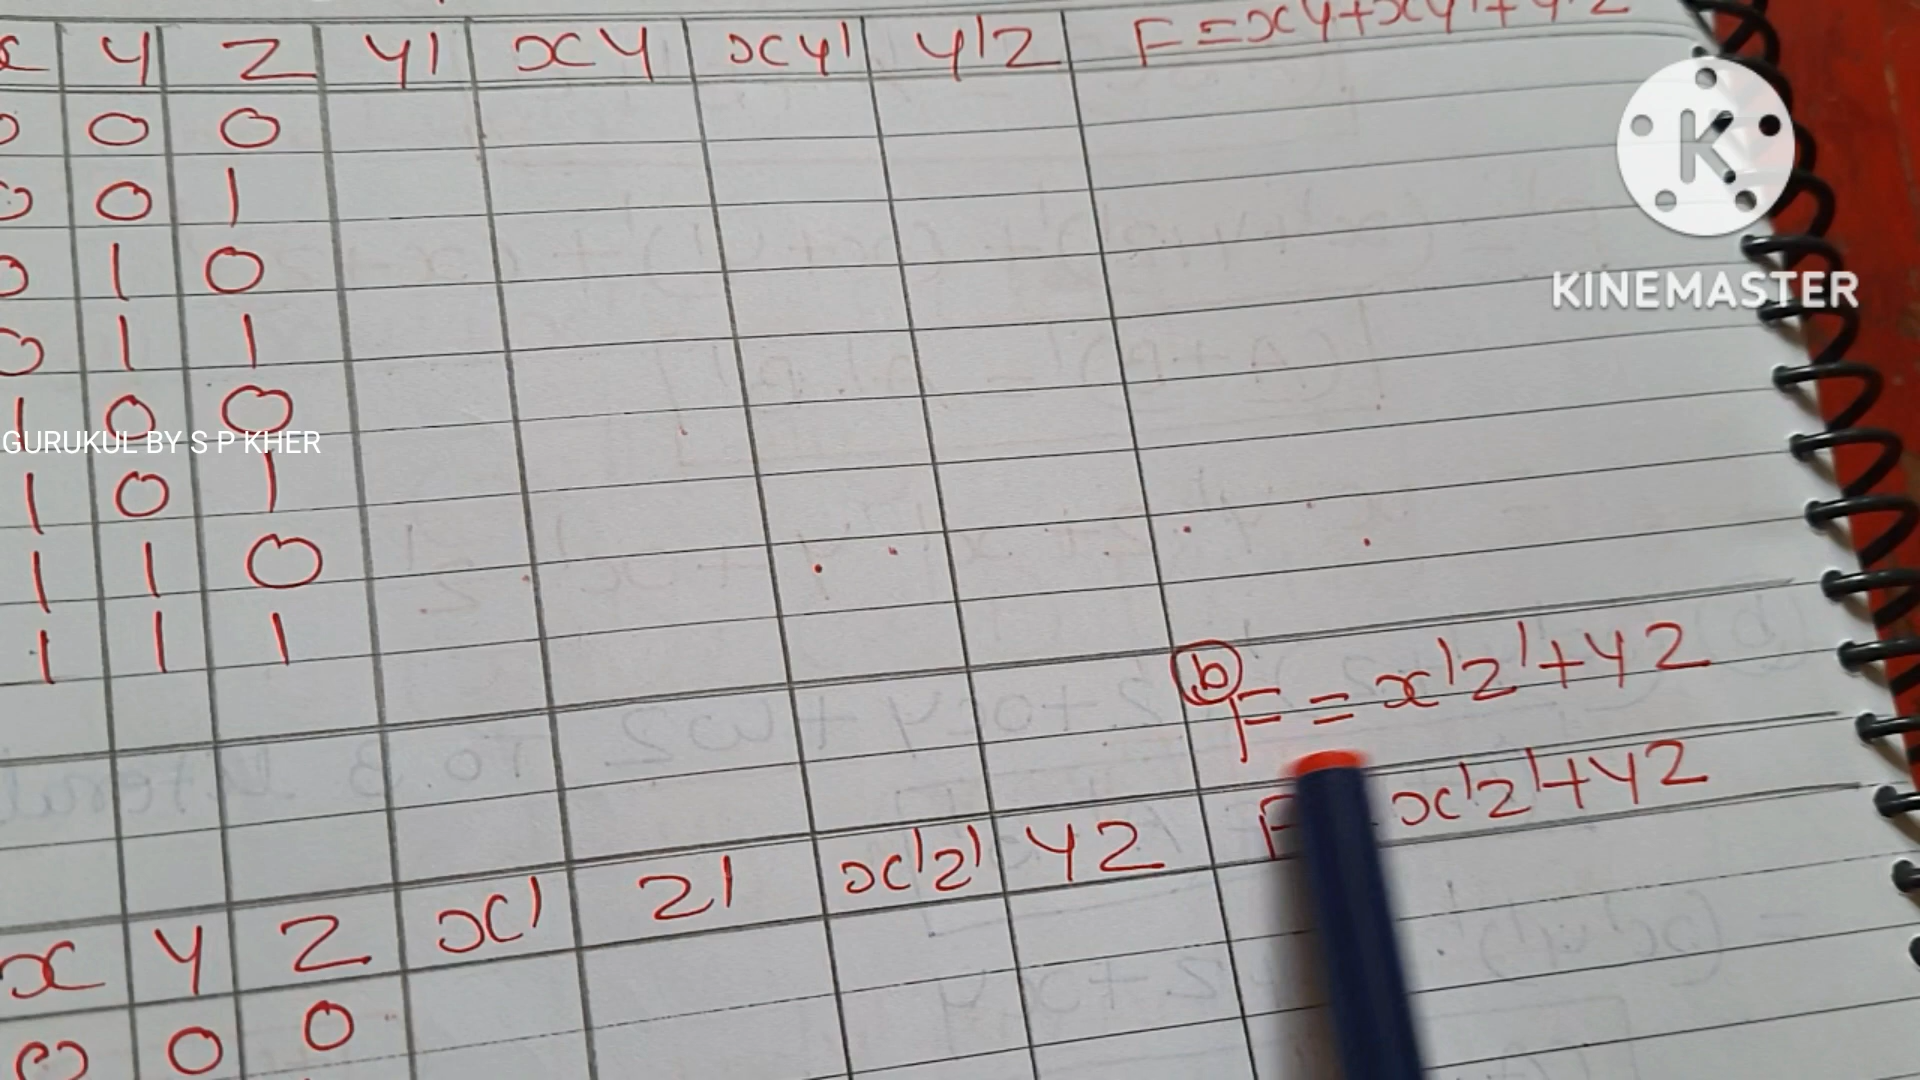 x y z y' xy xy' y'z F = xy + xy' + y'z
0 0 0
0 0 1
0 1 0
0 1 1
1 0 0
1 0 1
1 1 0
1 1 1
KINEMASTER
GURUKUL BY S P KHER
(b) F = x'z' + yz
x y z x' z' x'z' yz F = x'z' + yz
0 0 0